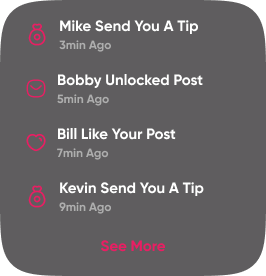 Mike Send You A Tip
3min Ago
Bobby Unlocked Post
5min Ago
Bill Like Your Post
7min Ago
Kevin Send You A Tip
9min Ago
See More